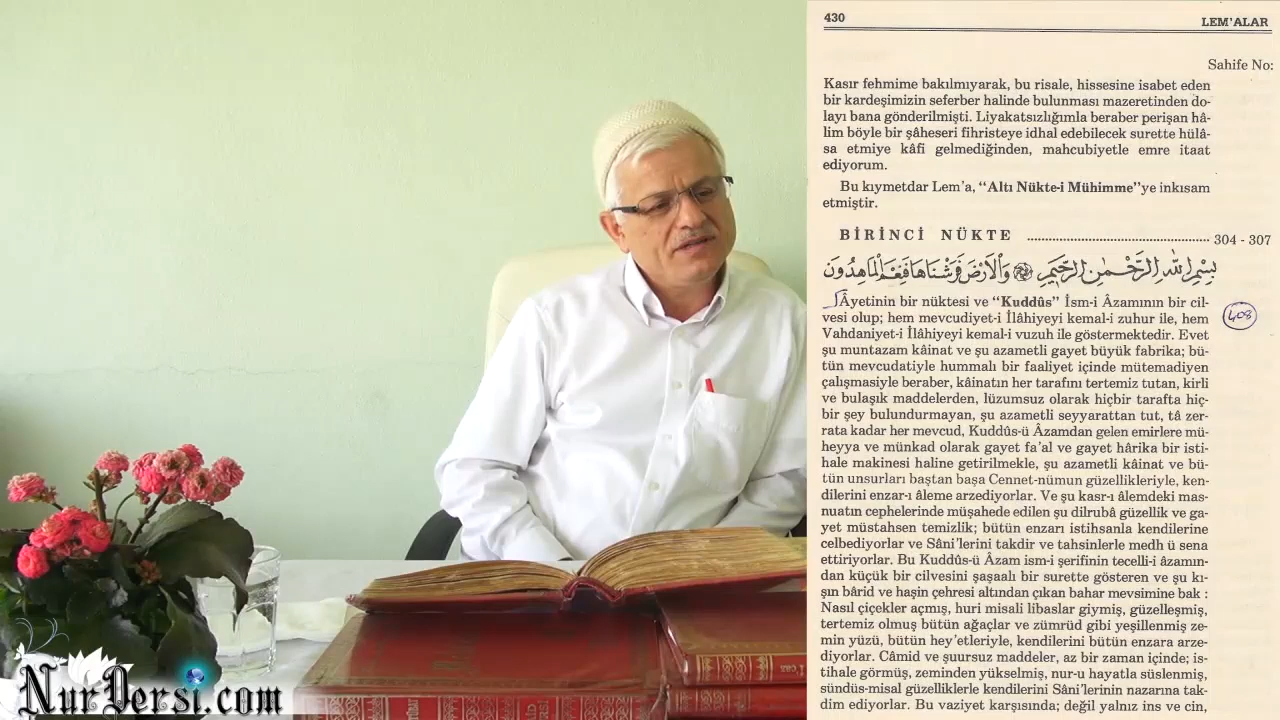 430
LEM'ALAR
Sahife No:
Kasır fehmime bakılmıyarak, bu risale, hissesine isabet eden
bir kardeşimizin seferber halinde bulunması mazeretinden do-
layı bana gönderilmişti. Liyakatsızlığımla beraber perişan hâ-
lim böyle bir şâheseri fihristeye idhal edebilecek surette hülâ-
sa etmiye kâfi gelmediğinden, mahcubiyetle emre itaat
ediyorum.
Bu kıymetdar Lem'a, "Altı Nükte-i Mühimme"ye inkısam
etmiştir.
BİRİNCİ NÜKTE ............................................. 304 - 307
بِسْمِ اللّٰهِ الرَّحْمٰنِ الرَّحِيمِ وَالْاَرْضَ فَرَشْنَاهَا فَنِعْمَ الْمَاهِدُونَ
Âyetinin bir nüktesi ve "Kuddûs" İsm-i Âzamının bir cil-
vesi olup; hem mevcudiyet-i İlâhiyeyi kemal-i zuhur ile, hem
408
Vahdaniyet-i İlâhiyeyi kemal-i vuzuh ile göstermektedir. Evet
şu muntazam kâinat ve şu azametli gayet büyük fabrika; bü-
tün mevcudatiyle hummalı bir faaliyet içinde mütemadiyen
çalışmasiyle beraber, kâinatın her tarafını tertemiz tutan, kirli
ve bulaşık maddelerden, lüzumsuz olarak hiçbir tarafta hiç-
bir şey bulundurmayan, şu azametli seyyarattan tut, tâ zer-
rata kadar her mevcud, Kuddûs-ü Âzamdan gelen emirlere mü-
heyya ve münkad olarak gayet fa'al ve gayet hârika bir isti-
hale makinesi haline getirilmekle, şu azametli kâinat ve bü-
tün unsurları baştan başa Cennet-nümun güzellikleriyle, ken-
dilerini enzar-ı âleme arzediyorlar. Ve şu kasr-ı âlemdeki mas-
nuatın cephelerinde müşahede edilen şu dilrubâ güzellik ve ga-
yet müstahsen temizlik; bütün enzarı istihsanla kendilerine
celbediyorlar ve Sâni'lerini takdir ve tahsinlerle medh ü sena
ettiriyorlar. Bu Kuddûs-ü Âzam ism-i şerifinin tecelli-i âzamın-
dan küçük bir cilvesini şaşaalı bir surette gösteren ve şu kı-
şın bârid ve haşin çehresi altından çıkan bahar mevsimine bak :
Nasıl çiçekler açmış, huri misali libaslar giymiş, güzelleşmiş,
tertemiz olmuş bütün ağaçlar ve zümrüd gibi yeşillenmiş ze-
min yüzü, bütün hey'etleriyle, kendilerini bütün enzara arze-
diyorlar. Câmid ve şuursuz maddeler, az bir zaman içinde; is-
tihale görmüş, zeminden yükselmiş, nur-u hayatla süslenmiş,
sündüs-misal güzelliklerle kendilerini Sâni'lerinin nazarına tak-
dim ediyorlar. Bu vaziyet karşısında; değil yalnız ins ve cin,
NurDersi.com